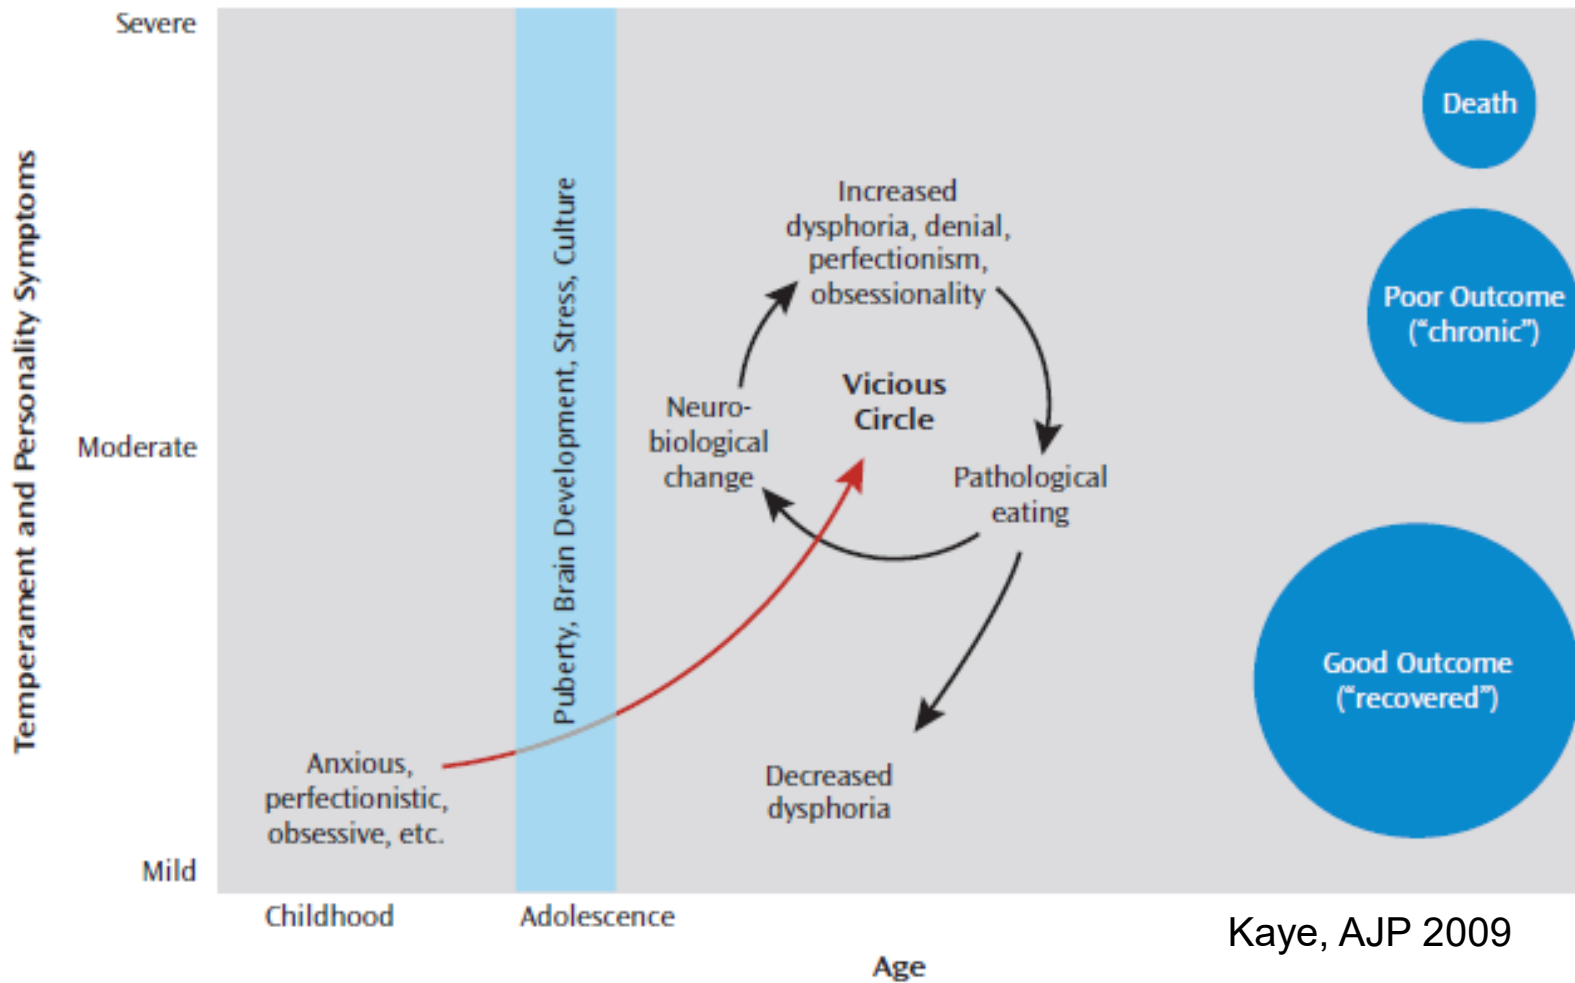 Severe
Moderate
Mild
Temperament and Personality Symptoms
Anxious,
perfectionistic,
obsessive, etc.
Puberty, Brain Development, Stress, Culture
Increased
dysphoria, denial,
perfectionism,
obsessionality
Vicious
Circle
Neuro-
biological
change
Pathological
eating
Decreased
dysphoria
Death
Poor Outcome
(“chronic”)
Good Outcome
(“recovered”)
Childhood
Adolescence
Age
Kaye, AJP 2009